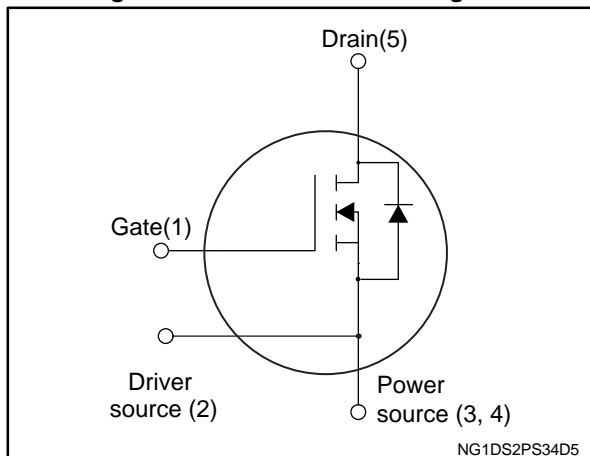 Drain(5)
Gate(1)
Driver
source (2)
Power
source (3, 4)
NG1DS2PS34D5